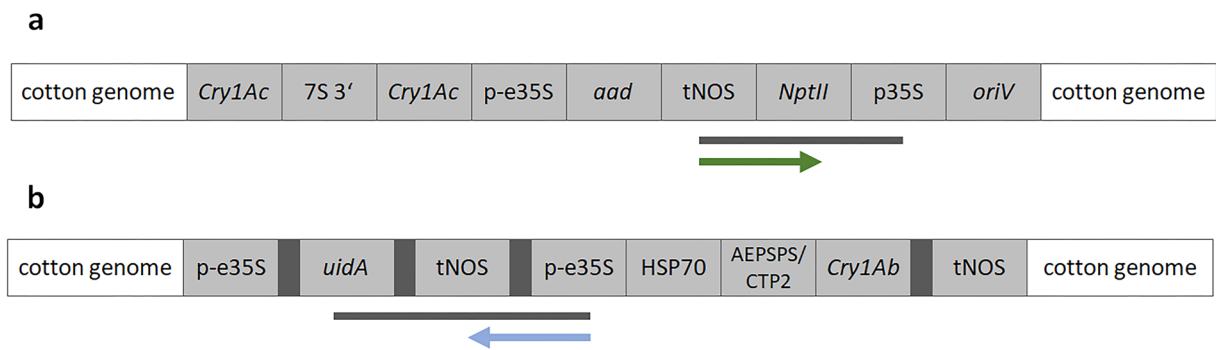 a
cotton genome Cry1Ac 7S 3‘ Cry1Ac p-e35S aad tNOS NptII p35S oriV cotton genome
b
cotton genome p-e35S uidA tNOS p-e35S HSP70 AEPSPS/ CTP2 Cry1Ab tNOS cotton genome